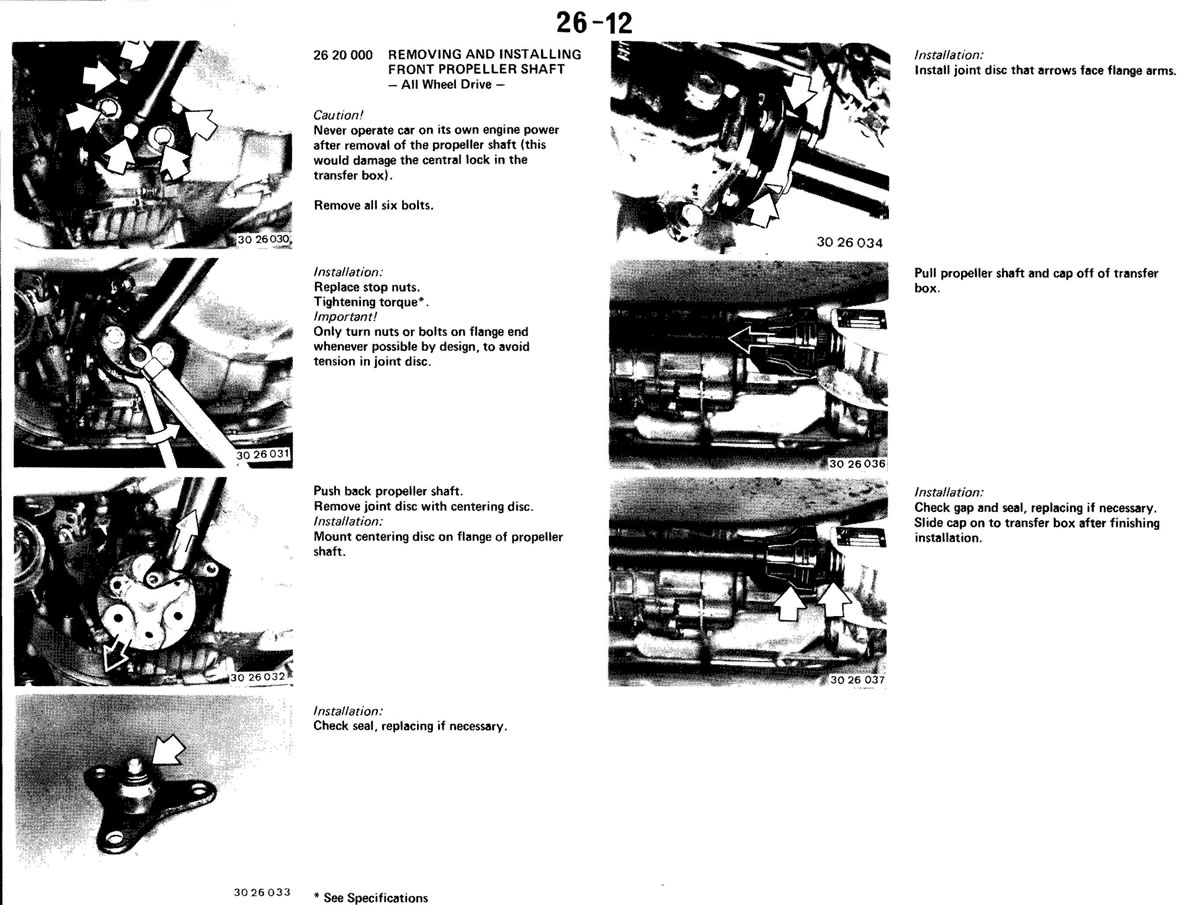 26-12
26 20 000 REMOVING AND INSTALLING
FRONT PROPELLER SHAFT
— All Wheel Drive —
Caution!
Never operate car on its own engine power
after removal of the propeller shaft (this
would damage the central lock in the
transfer box).
Remove all six bolts.
30 26 030
Installation:
Replace stop nuts.
Tightening torque*.
Important!
Only turn nuts or bolts on flange end
whenever possible by design, to avoid
tension in joint disc.
30 26 031
Push back propeller shaft.
Remove joint disc with centering disc.
Installation:
Mount centering disc on flange of propeller
shaft.
30 26 032
Installation:
Check seal, replacing if necessary.
30 26 033
* See Specifications
Installation:
Install joint disc that arrows face flange arms.
30 26 034
Pull propeller shaft and cap off of transfer
box.
30 26 036
Installation:
Check gap and seal, replacing if necessary.
Slide cap on to transfer box after finishing
installation.
30 26 037